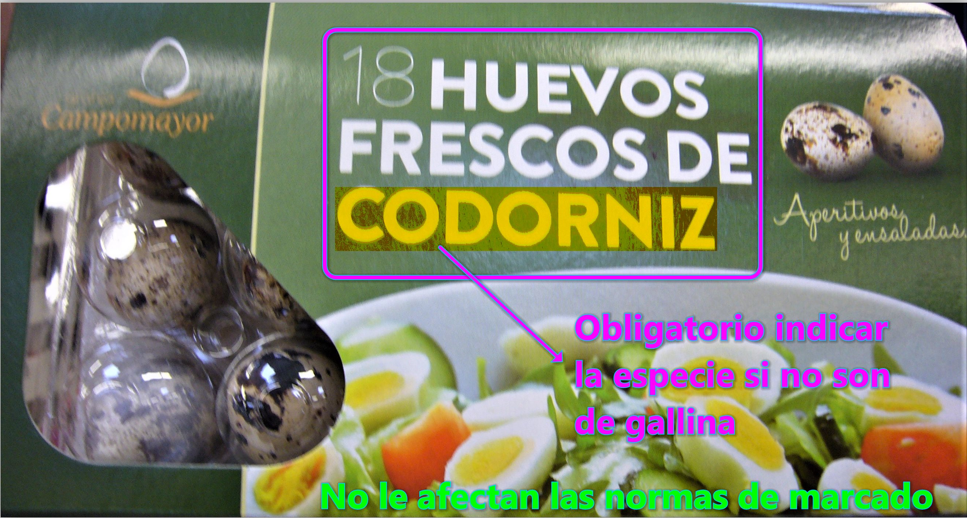 Campomayor
18 HUEVOS
FRESCOS DE
CODORNIZ
Aperitivos
y ensaladas.
Obligatorio indicar
la especie si no son
de gallina
No le afectan las normas de marcado